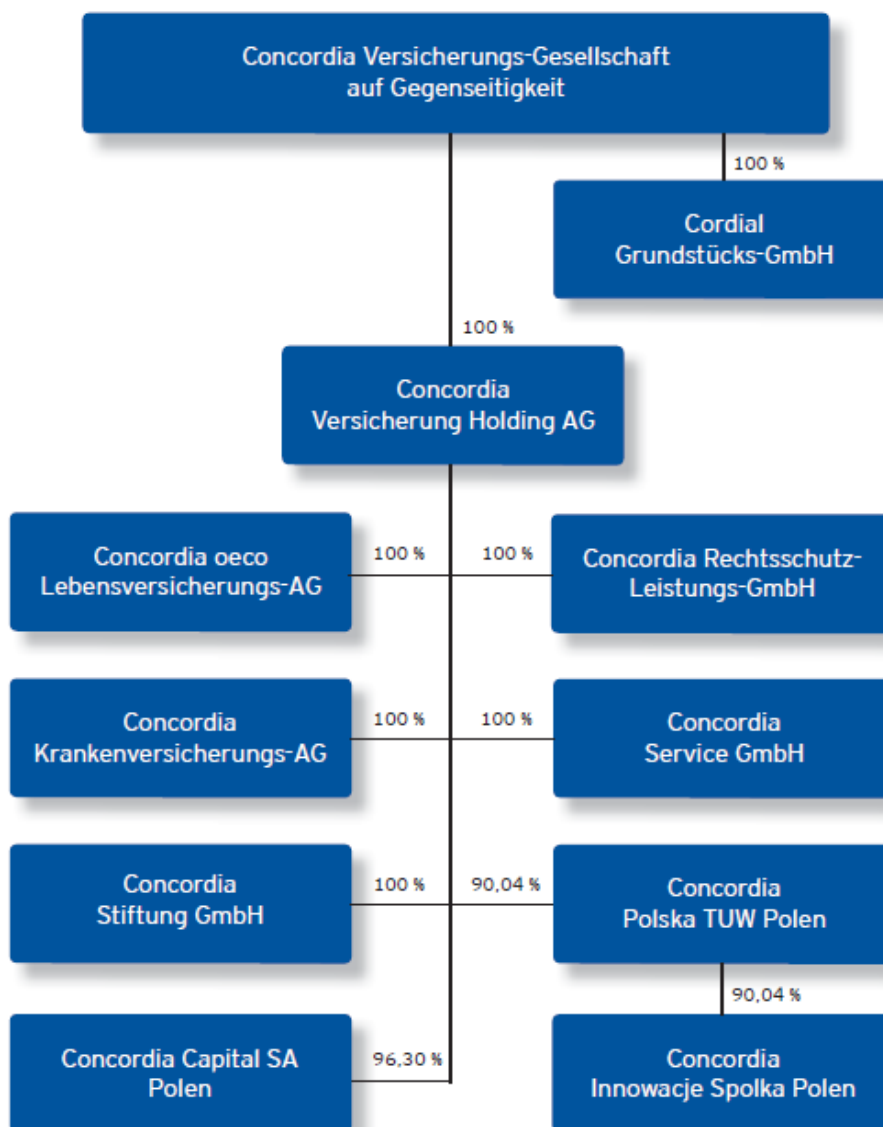 Concordia Versicherungs-Gesellschaft
auf Gegenseitigkeit
100 %
Cordial
Grundstücks-GmbH
100 %
Concordia
Versicherung Holding AG
Concordia oeco
Lebensversicherungs-AG
100 %
100 %
Concordia Rechtsschutz-
Leistungs-GmbH
Concordia
Krankenversicherungs-AG
100 %
100 %
Concordia
Service GmbH
Concordia
Stiftung GmbH
100 %
90,04 %
Concordia
Polska TUW Polen
90,04 %
Concordia Capital SA
Polen
96,30 %
Concordia
Innowacje Spolka Polen